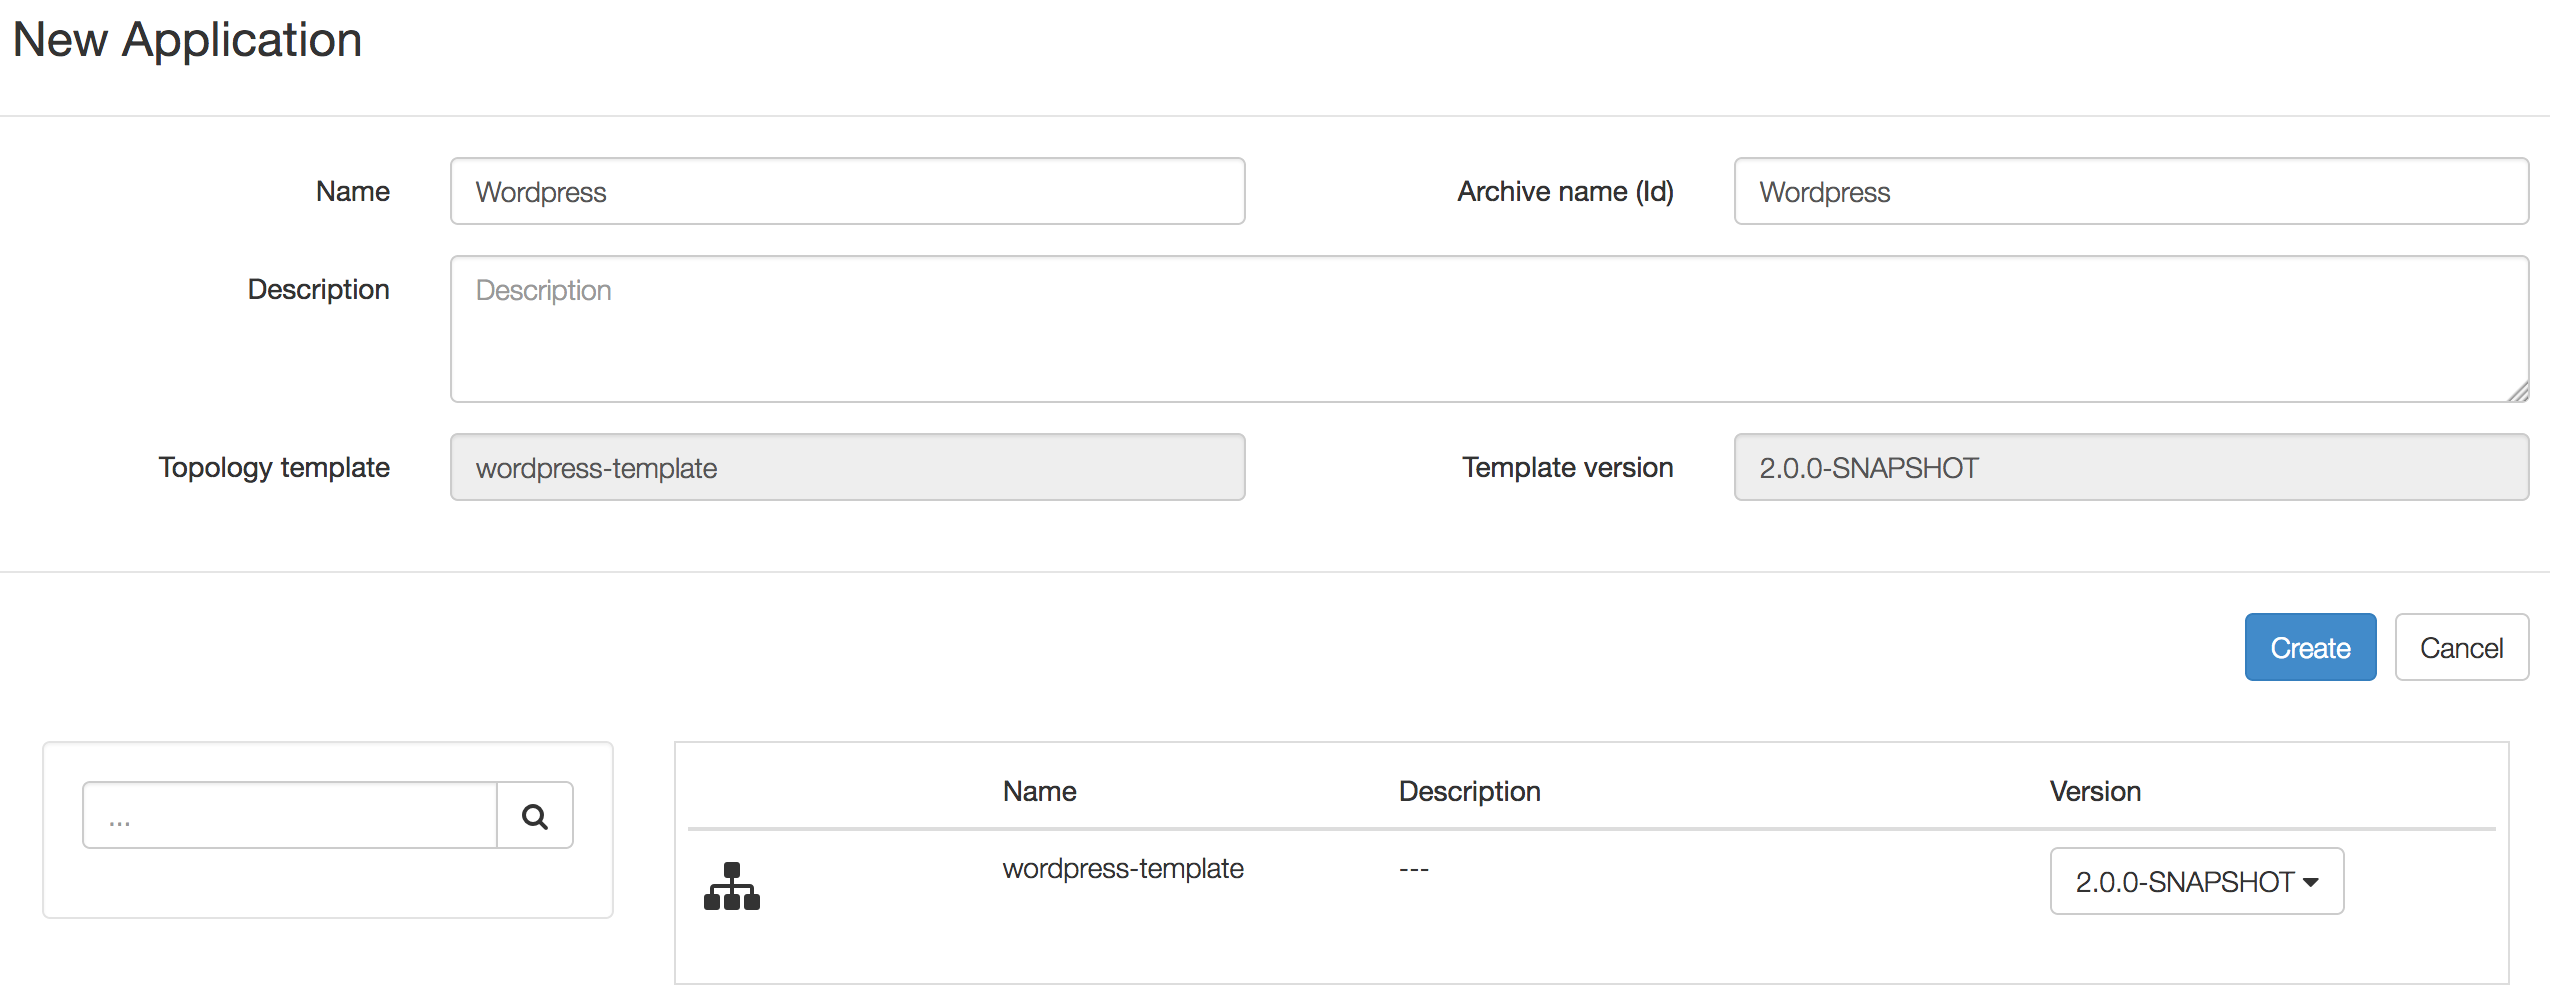 New Application
Name Wordpress Archive name (Id) Wordpress
Description Description
Topology template wordpress-template Template version 2.0.0-SNAPSHOT
Create Cancel
...
Name Description Version
wordpress-template --- 2.0.0-SNAPSHOT